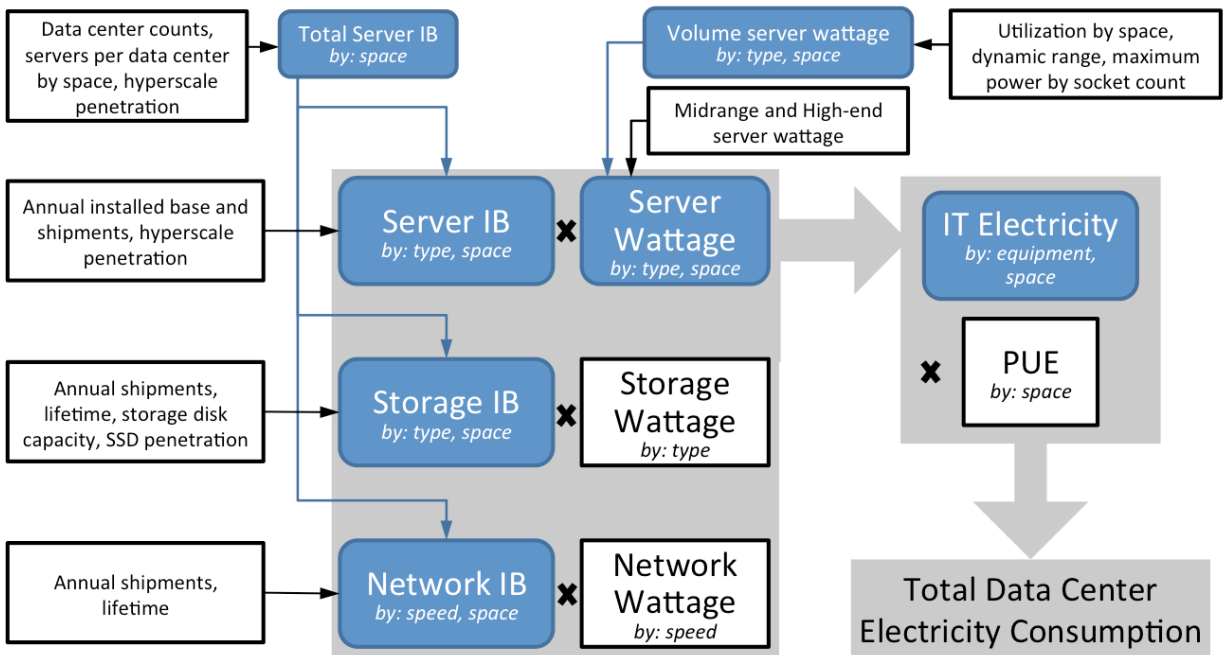 Data center counts,
servers per data center
by space, hyperscale
penetration
Total Server IB
by: space
Volume server wattage
by: type, space
Utilization by space,
dynamic range, maximum
power by socket count
Midrange and High-end
server wattage
Annual installed base and
shipments, hyperscale
penetration
Server IB
by: type, space
×
Server
Wattage
by: type, space
IT Electricity
by: equipment,
space
×
PUE
by: space
Annual shipments,
lifetime, storage disk
capacity, SSD penetration
Storage IB
by: type, space
×
Storage
Wattage
by: type
Annual shipments,
lifetime
Network IB
by: speed, space
×
Network
Wattage
by: speed
Total Data Center
Electricity Consumption